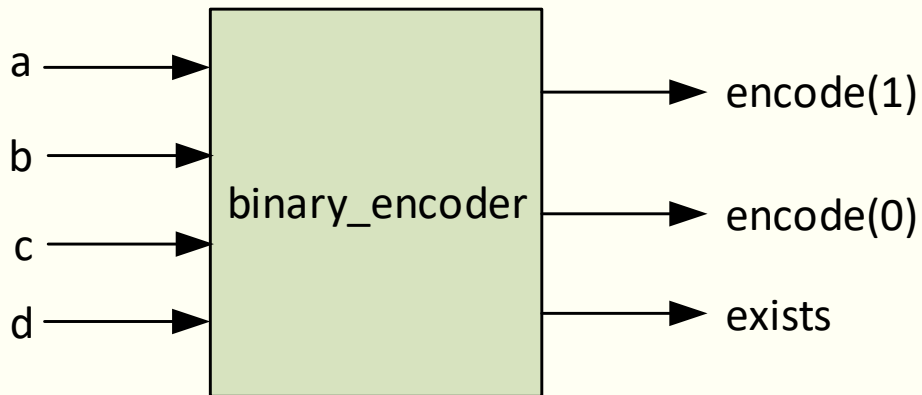 a
b
c
d
binary_encoder
encode(1)
encode(0)
exists